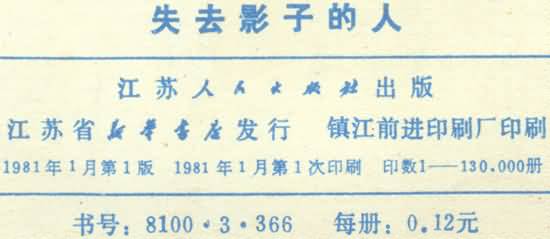 失去影子的人
江苏人民出版社出版
江苏省新华书店发行 镇江前进印刷厂印刷
1981年1月第1版 1981年1月第1次印刷 印数1——130.000册
书号：8100·3·366 每册：0.12元